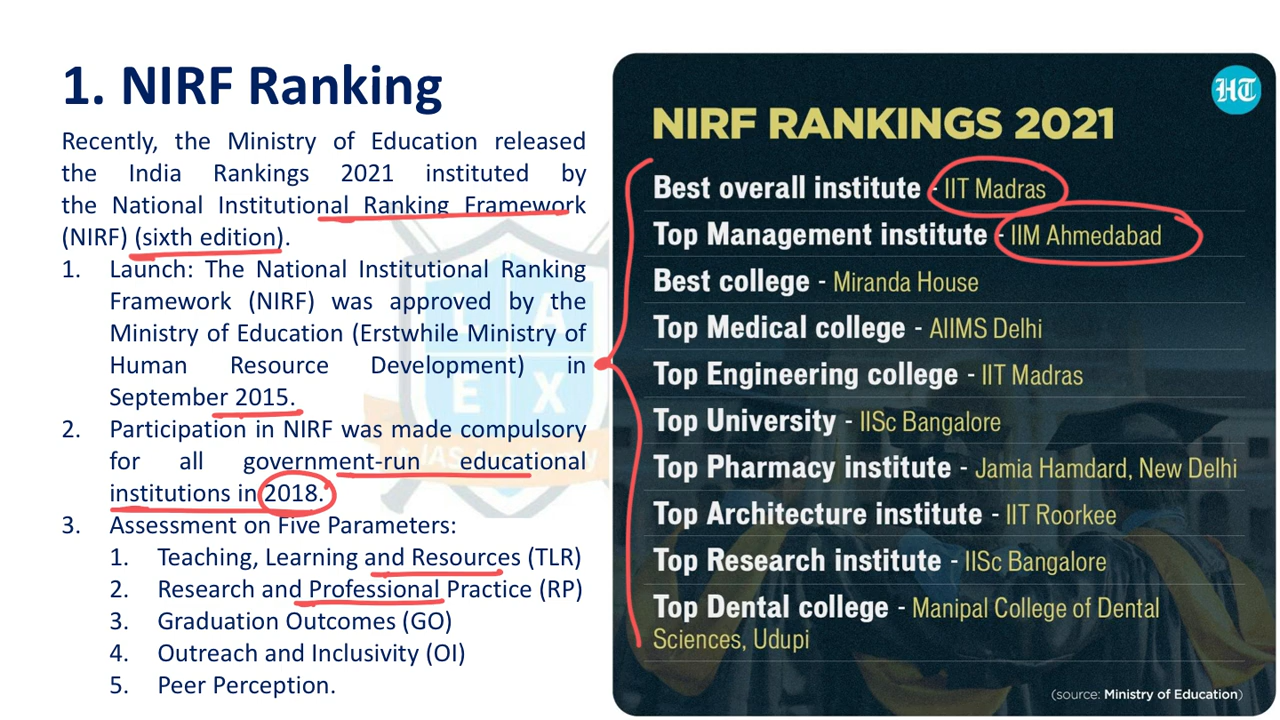 1. NIRF Ranking
Recently, the Ministry of Education released
the India Rankings 2021 instituted by
the National Institutional Ranking Framework
(NIRF) (sixth edition).
1. Launch: The National Institutional Ranking
Framework (NIRF) was approved by the
Ministry of Education (Erstwhile Ministry of
Human Resource Development) in
September 2015.
2. Participation in NIRF was made compulsory
for all government-run educational
institutions in 2018.
3. Assessment on Five Parameters:
1. Teaching, Learning and Resources (TLR)
2. Research and Professional Practice (RP)
3. Graduation Outcomes (GO)
4. Outreach and Inclusivity (OI)
5. Peer Perception.
HT
NIRF RANKINGS 2021
Best overall institute - IIT Madras
Top Management institute - IIM Ahmedabad
Best college - Miranda House
Top Medical college - AIIMS Delhi
Top Engineering college - IIT Madras
Top University - IISc Bangalore
Top Pharmacy institute - Jamia Hamdard, New Delhi
Top Architecture institute - IIT Roorkee
Top Research institute - IISc Bangalore
Top Dental college - Manipal College of Dental
Sciences, Udupi
(source: Ministry of Education)